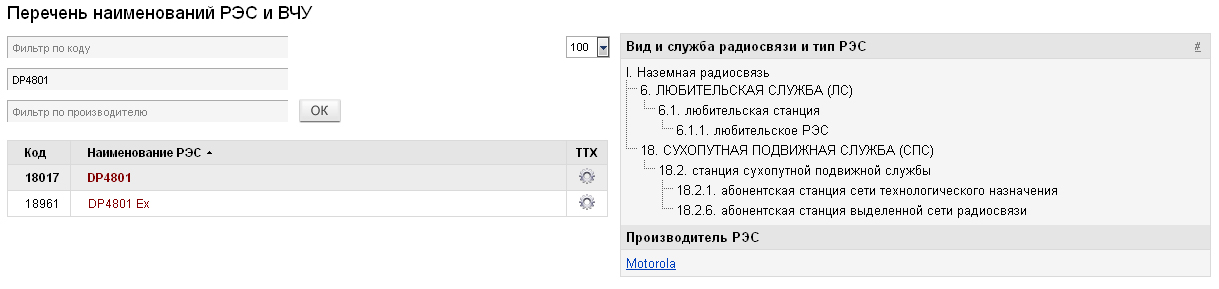 Перечень наименований РЭС и ВЧУ
Фильтр по коду
100
DP4801
Фильтр по производителю
OK
Код Наименование РЭС ТТХ
18017 DP4801
18961 DP4801 Ex
Вид и служба радиосвязи и тип РЭС #
I. Наземная радиосвязь
6. ЛЮБИТЕЛЬСКАЯ СЛУЖБА (ЛС)
6.1. любительская станция
6.1.1. любительское РЭС
18. СУХОПУТНАЯ ПОДВИЖНАЯ СЛУЖБА (СПС)
18.2. станция сухопутной подвижной службы
18.2.1. абонентская станция сети технологического назначения
18.2.6. абонентская станция выделенной сети радиосвязи
Производитель РЭС
Motorola